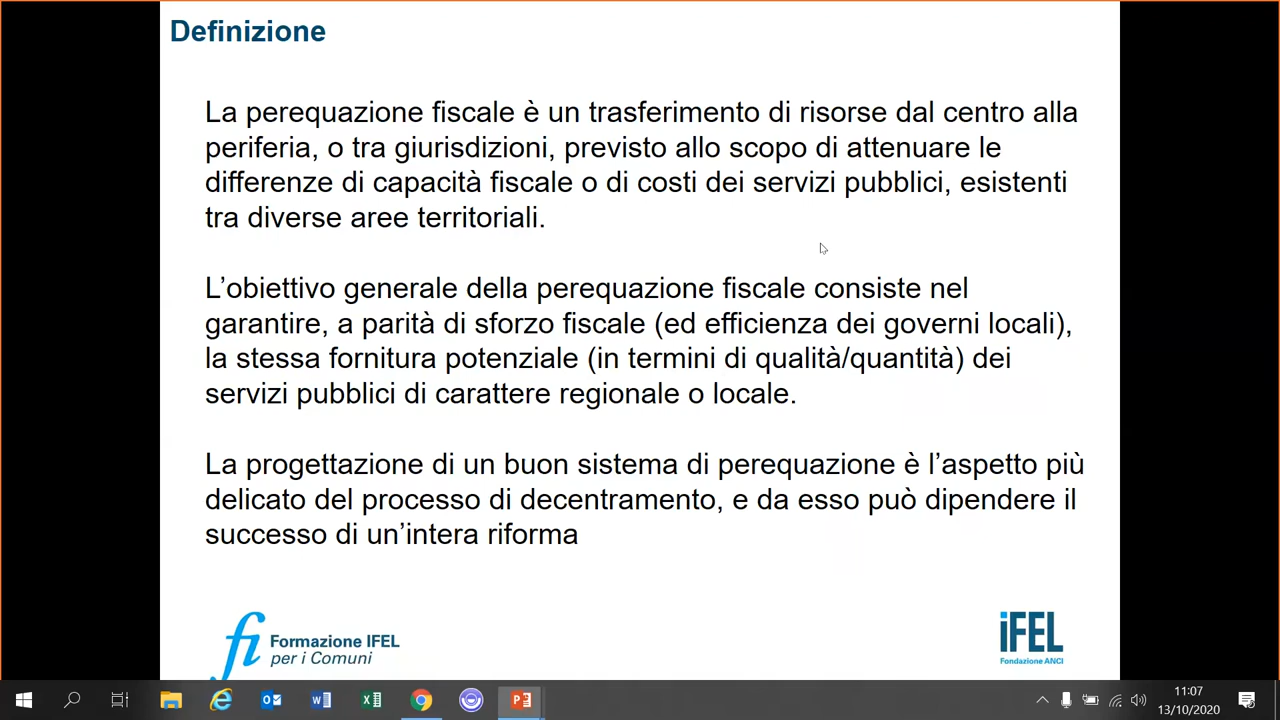 Definizione
La perequazione fiscale è un trasferimento di risorse dal centro alla
periferia, o tra giurisdizioni, previsto allo scopo di attenuare le
differenze di capacità fiscale o di costi dei servizi pubblici, esistenti
tra diverse aree territoriali.
L’obiettivo generale della perequazione fiscale consiste nel
garantire, a parità di sforzo fiscale (ed efficienza dei governi locali),
la stessa fornitura potenziale (in termini di qualità/quantità) dei
servizi pubblici di carattere regionale o locale.
La progettazione di un buon sistema di perequazione è l’aspetto più
delicato del processo di decentramento, e da esso può dipendere il
successo di un’intera riforma
fi
Formazione IFEL
per i Comuni
iFEL
Fondazione ANCI
11:07
13/10/2020